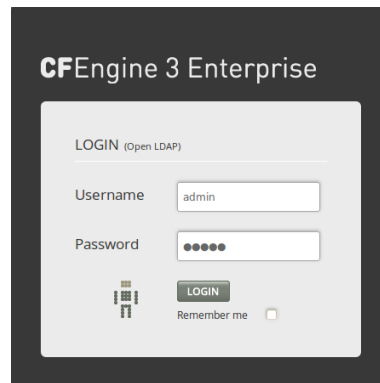 CFEngine 3 Enterprise
LOGIN (Open LDAP)
Username admin
Password ●●●●●
LOGIN
Remember me